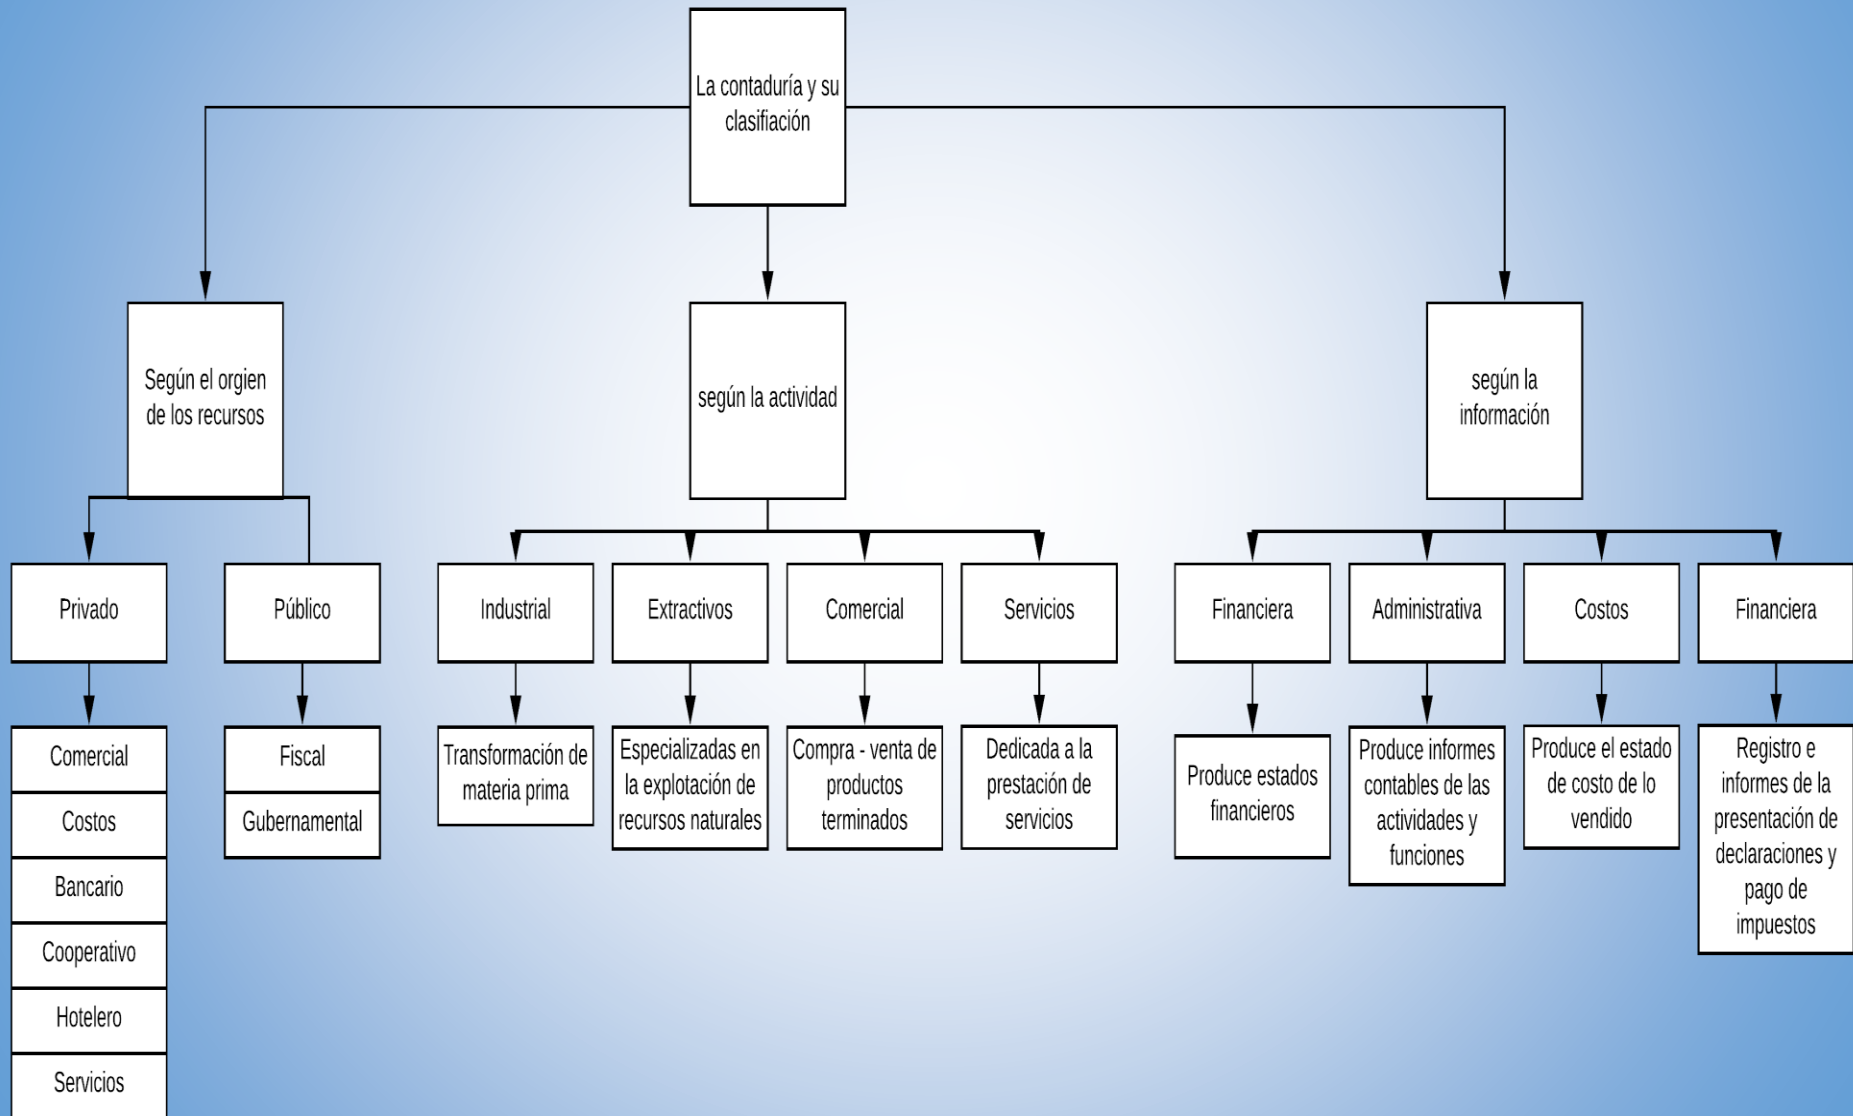 La contaduría y su
clasifiación
Según el orgien
de los recursos
según la actividad
según la
información
Privado
Público
Industrial
Extractivos
Comercial
Servicios
Financiera
Administrativa
Costos
Financiera
Comercial
Costos
Bancario
Cooperativo
Hotelero
Servicios
Fiscal
Gubernamental
Transformación de
materia prima
Especializadas en
la explotación de
recursos naturales
Compra - venta de
productos
terminados
Dedicada a la
prestación de
servicios
Produce estados
financieros
Produce informes
contables de las
actividades y
funciones
Produce el estado
de costo de lo
vendido
Registro e
informes de la
presentación de
declaraciones y
pago de
impuestos